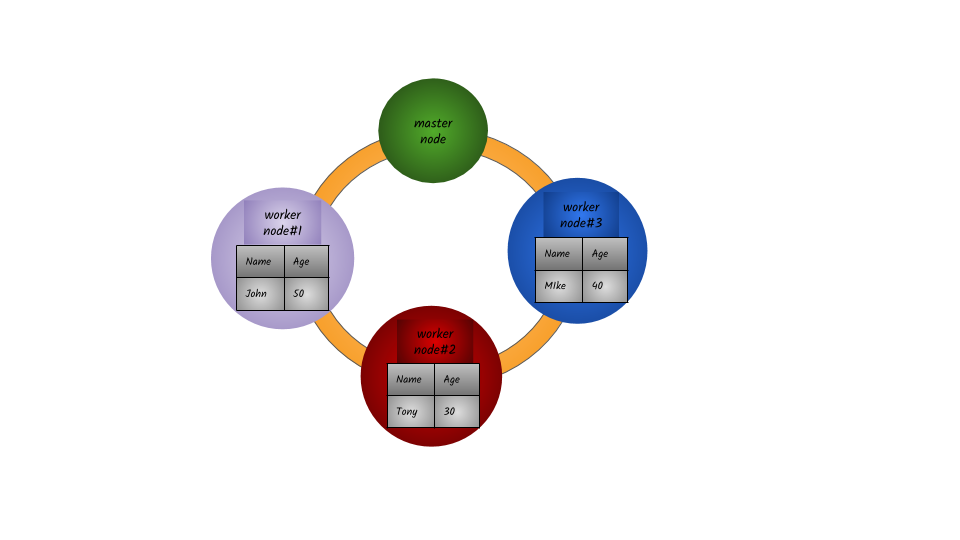 master
node
worker
node#1
Name Age
John 50
worker
node#3
Name Age
MIke 40
worker
node#2
Name Age
Tony 30